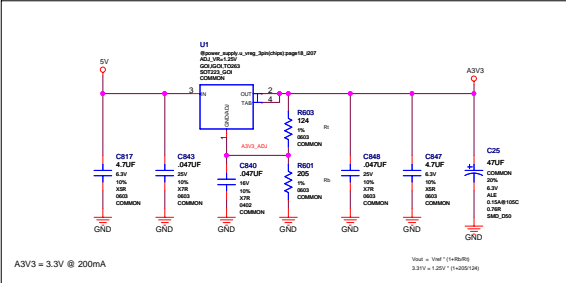 U1
@power_supply.u_vreg_3pin(chips):page18_i207
ADJ_VR=1.25V
GOI,IGOI,TO263
SOT223_GOI
COMMON
5V
A3V3
3
IN
OUT
2
TAB
4
GND/ADJ
1
A3V3_ADJ
R603
124
1%
0603
COMMON
Rt
R601
205
1%
0603
COMMON
Rb
C817
4.7UF
6.3V
10%
X5R
0603
COMMON
C843
.047UF
25V
10%
X7R
0603
COMMON
C840
.047UF
16V
10%
X7R
0402
COMMON
C848
.047UF
25V
10%
X7R
0603
COMMON
C847
4.7UF
6.3V
10%
X5R
0603
COMMON
C25
47UF
COMMON
20%
6.3V
ALE
0.15A@105C
0.76R
SMD_D50
GND
GND
GND
GND
GND
GND
GND
A3V3 = 3.3V @ 200mA
Vout = Vref * (1+Rb/Rt)
3.31V = 1.25V * (1+205/124)